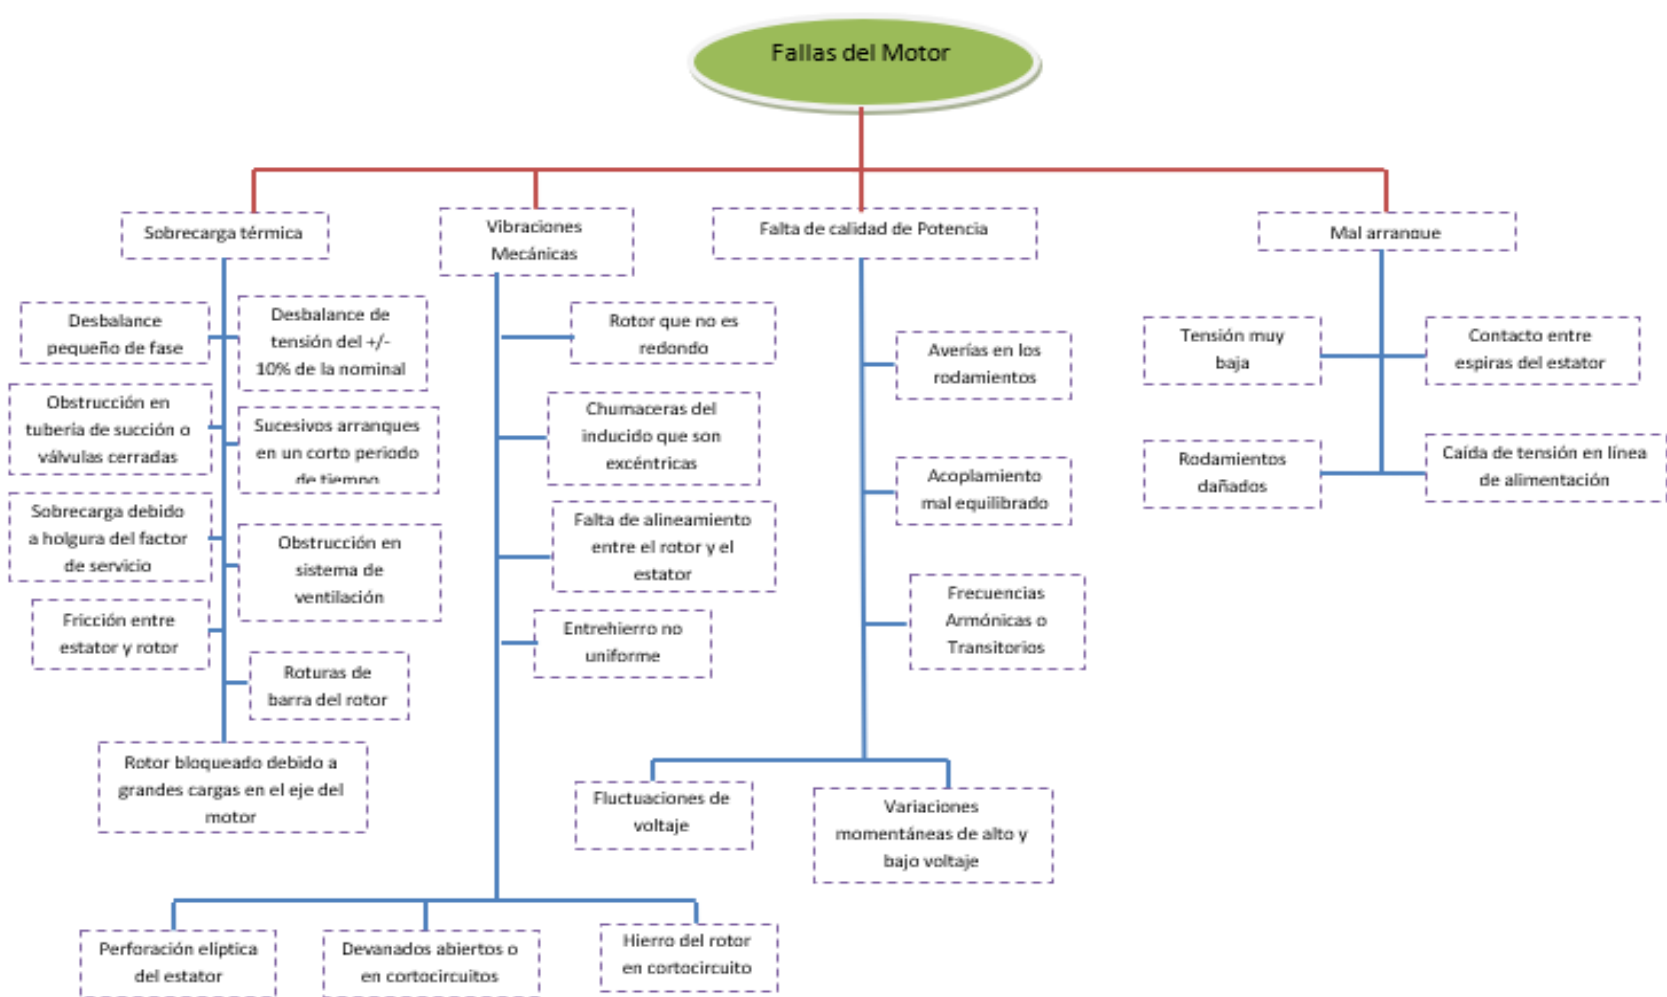 Fallas del Motor
Sobrecarga térmica
Desbalance
pequeño de fase
Desbalance de
tensión del +/-
10% de la nominal
Obstrucción en
tubería de succión o
válvulas cerradas
Sucesivos arranques
en un corto periodo
de tiempo
Sobrecarga debido
a holgura del factor
de servicio
Obstrucción en
sistema de
ventilación
Fricción entre
estator y rotor
Roturas de
barra del rotor
Rotor bloqueado debido a
grandes cargas en el eje del
motor
Vibraciones
Mecánicas
Rotor que no es
redondo
Chumaceras del
inducido que son
excéntricas
Falta de alineamiento
entre el rotor y el
estator
Entrehierro no
uniforme
Perforación elíptica
del estator
Devanados abiertos o
en cortocircuitos
Hierro del rotor
en cortocircuito
Falta de calidad de Potencia
Averías en los
rodamientos
Acoplamiento
mal equilibrado
Frecuencias
Armónicas o
Transitorios
Fluctuaciones de
voltaje
Variaciones
momentáneas de alto y
bajo voltaje
Mal arranque
Tensión muy
baja
Contacto entre
espiras del estator
Rodamientos
dañados
Caída de tensión en línea
de alimentación